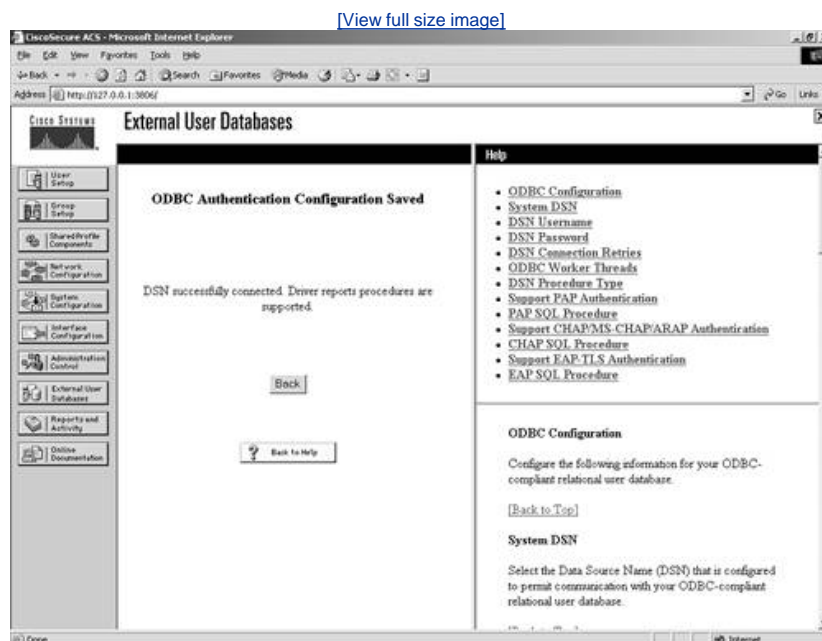 [View full size image]
CiscoSecure ACS - Microsoft Internet Explorer
File Edit View Favorites Tools Help
Back Search Favorites Media
Address http://127.0.0.1:3806/ Go Links
CISCO SYSTEMS
External User Databases
User Setup
Group Setup
Shared Profile Components
Network Configuration
System Configuration
Interface Configuration
Administration Control
External User Databases
Reports and Activity
Online Documentation
ODBC Authentication Configuration Saved
DSN successfully connected. Driver reports procedures are
supported.
Back
? Back to Help
Help
• ODBC Configuration
• System DSN
• DSN Username
• DSN Password
• DSN Connection Retries
• ODBC Worker Threads
• DSN Procedure Type
• Support PAP Authentication
• PAP SQL Procedure
• Support CHAP/MS-CHAP/ARAP Authentication
• CHAP SQL Procedure
• Support EAP-TLS Authentication
• EAP SQL Procedure
ODBC Configuration
Configure the following information for your ODBC-
compliant relational user database.
[Back to Top]
System DSN
Select the Data Source Name (DSN) that is configured
to permit communication with your ODBC-compliant
relational user database.
Done
Internet